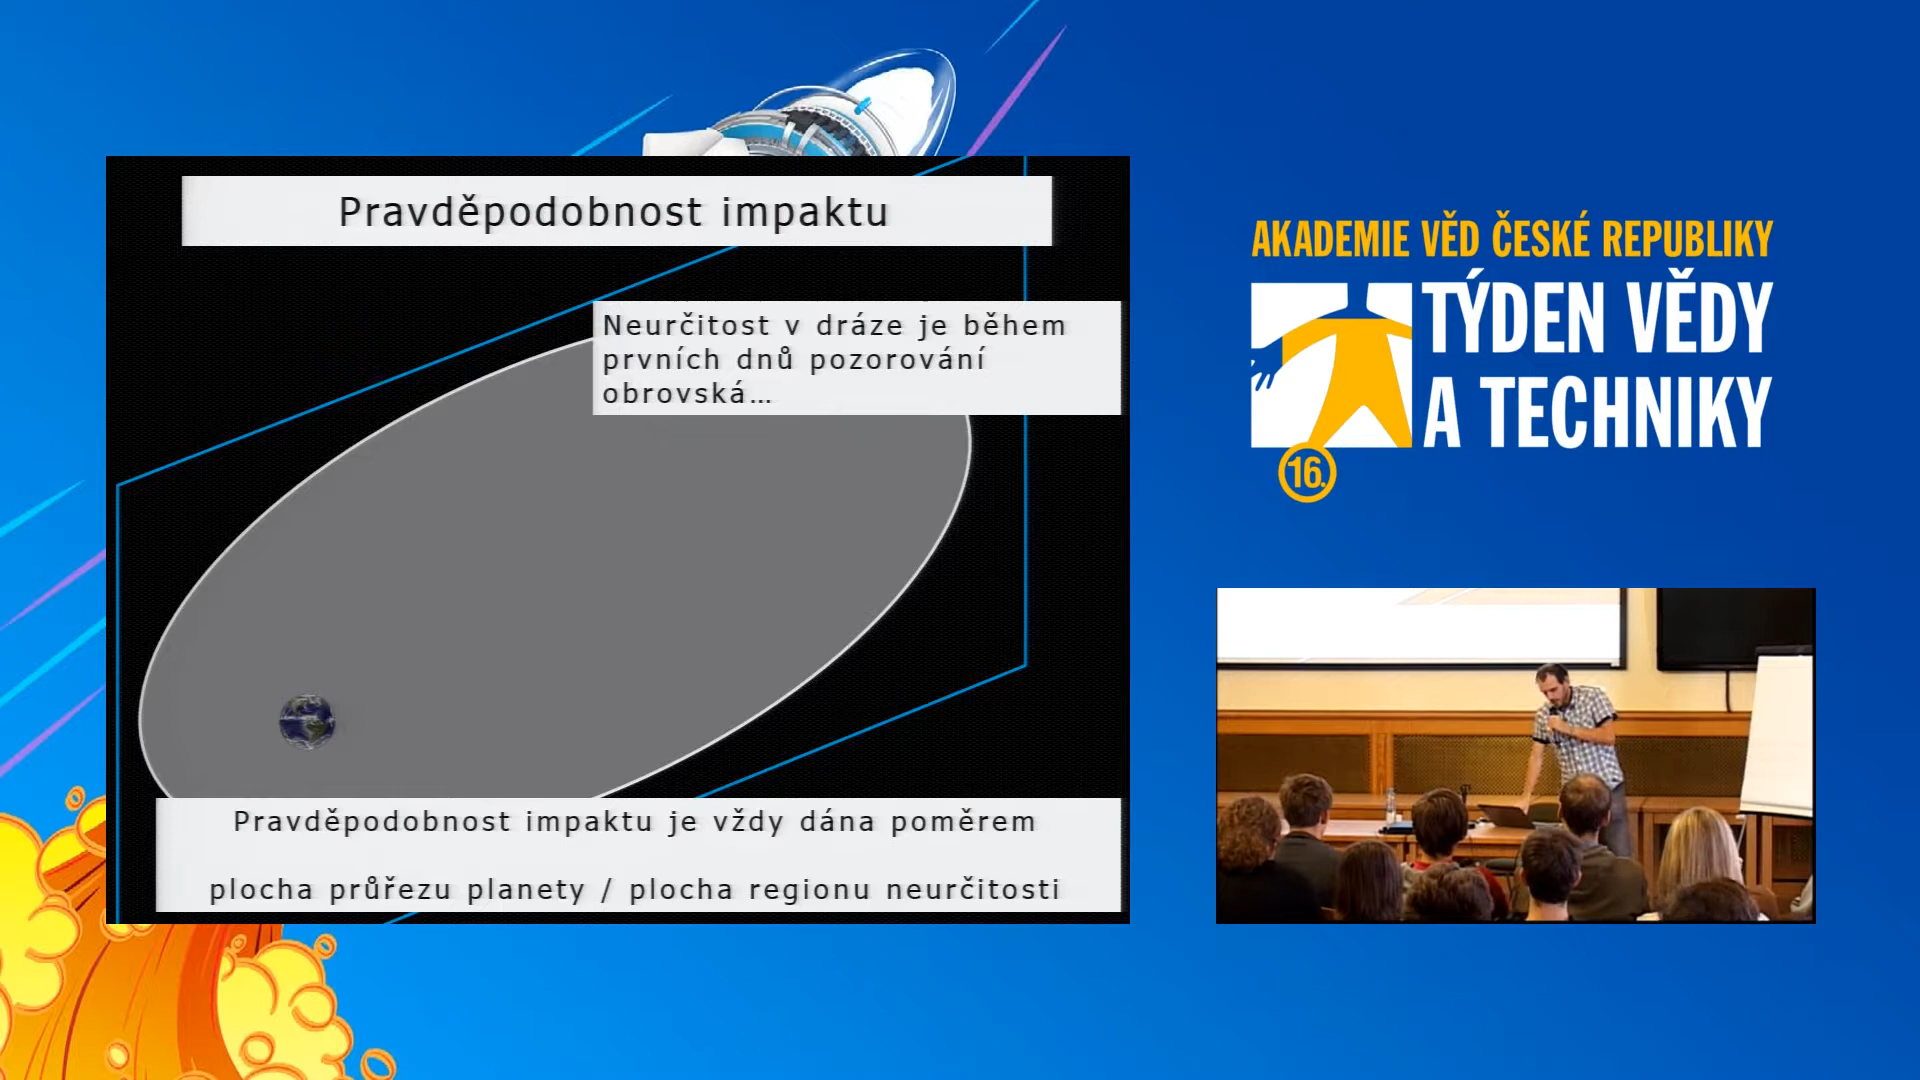 Pravděpodobnost impaktu
Neurčitost v dráze je během
prvních dnů pozorování
obrovská…
Pravděpodobnost impaktu je vždy dána poměrem
plocha průřezu planety / plocha regionu neurčitosti
AKADEMIE VĚD ČESKÉ REPUBLIKY
TÝDEN VĚDY
A TECHNIKY
16.